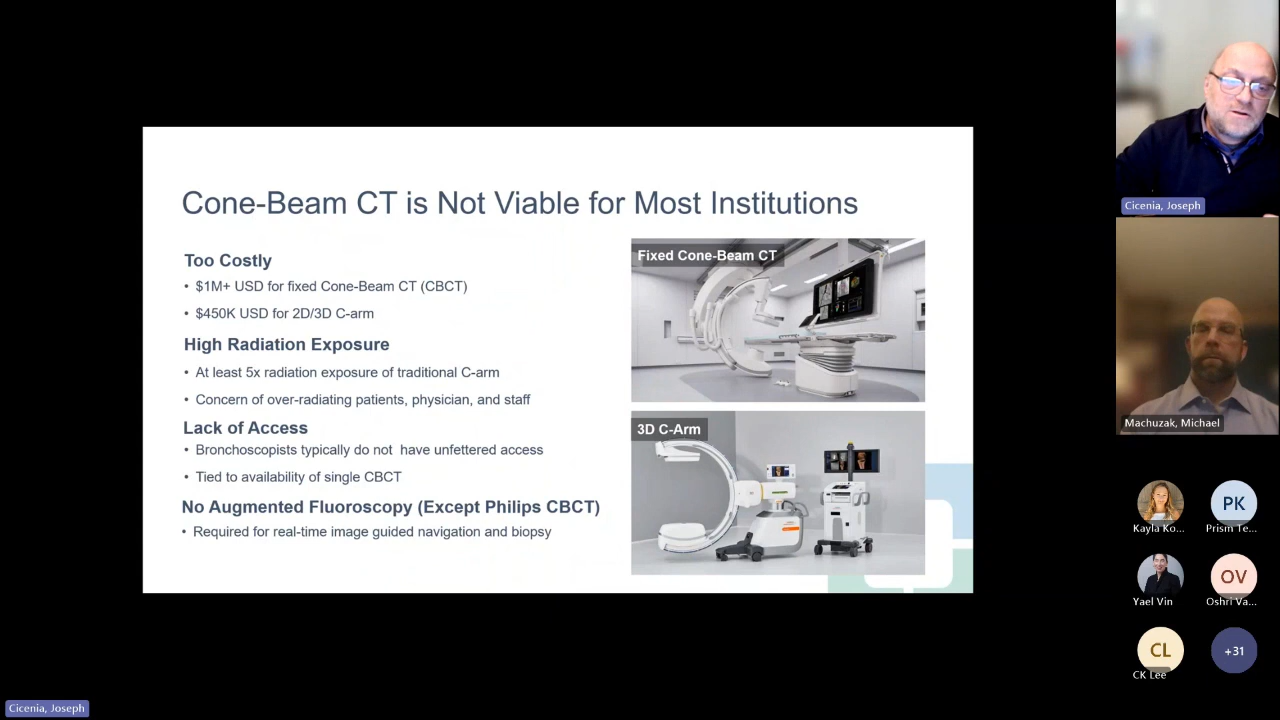 Cone-Beam CT is Not Viable for Most Institutions
Too Costly
• $1M+ USD for fixed Cone-Beam CT (CBCT)
• $450K USD for 2D/3D C-arm
High Radiation Exposure
• At least 5x radiation exposure of traditional C-arm
• Concern of over-radiating patients, physician, and staff
Lack of Access
• Bronchoscopists typically do not have unfettered access
• Tied to availability of single CBCT
No Augmented Fluoroscopy (Except Philips CBCT)
• Required for real-time image guided navigation and biopsy
Fixed Cone-Beam CT
3D C-Arm
Cicenia, Joseph
Machuzak, Michael
Kayla Ko...
PK
Prism Te...
Yael Vin
OV
Oshri Va...
CL
CK Lee
+31
Cicenia, Joseph